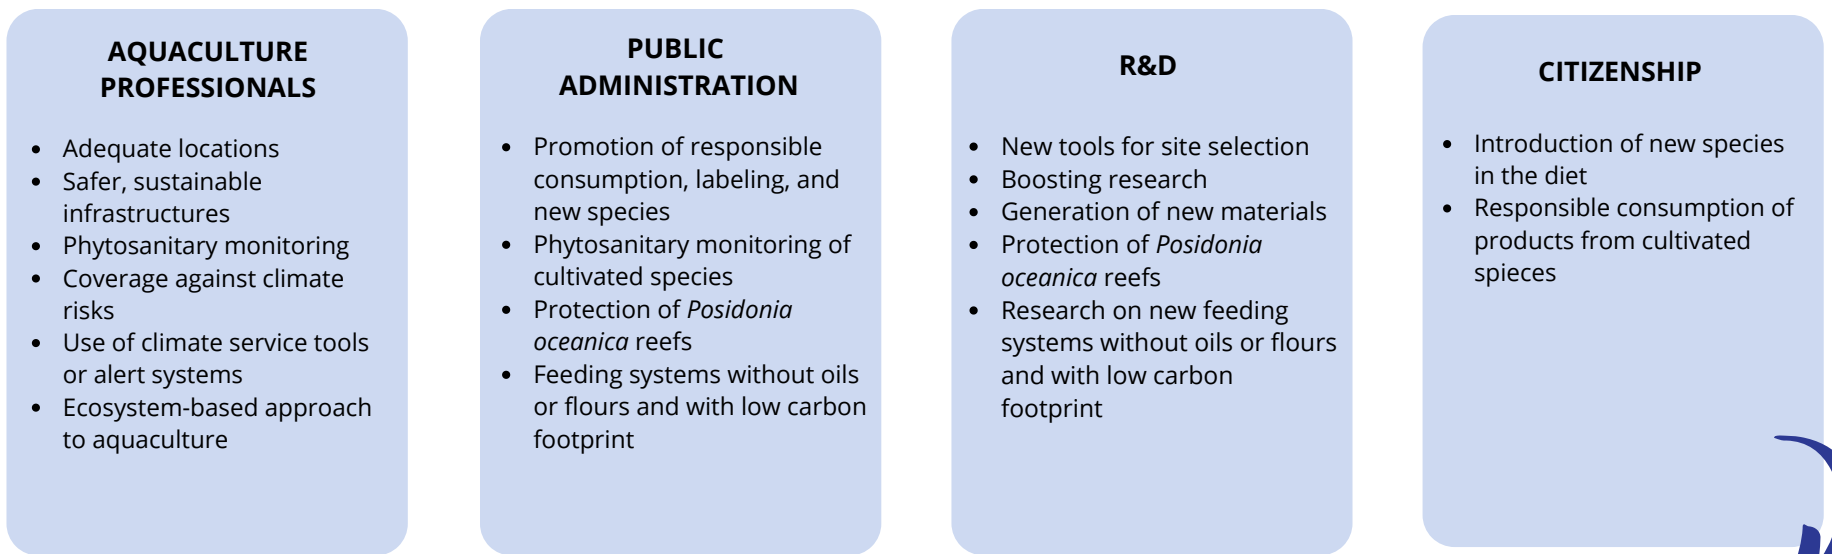 AQUACULTURE
PROFESSIONALS
• Adequate locations
• Safer, sustainable
infrastructures
• Phytosanitary monitoring
• Coverage against climate
risks
• Use of climate service tools
or alert systems
• Ecosystem-based approach
to aquaculture
PUBLIC
ADMINISTRATION
• Promotion of responsible
consumption, labeling, and
new species
• Phytosanitary monitoring of
cultivated species
• Protection of Posidonia
oceanica reefs
• Feeding systems without oils
or flours and with low carbon
footprint
R&D
• New tools for site selection
• Boosting research
• Generation of new materials
• Protection of Posidonia
oceanica reefs
• Research on new feeding
systems without oils or flours
and with low carbon
footprint
CITIZENSHIP
• Introduction of new species
in the diet
• Responsible consumption of
products from cultivated
spieces